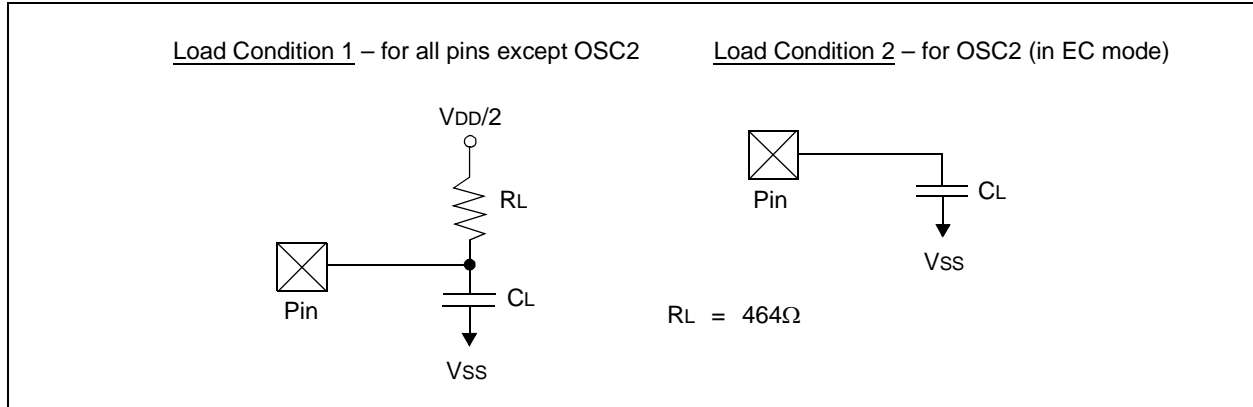 Load Condition 1 – for all pins except OSC2
VDD/2
RL
Pin
CL
VSS
Load Condition 2 – for OSC2 (in EC mode)
Pin
CL
VSS
RL = 464Ω